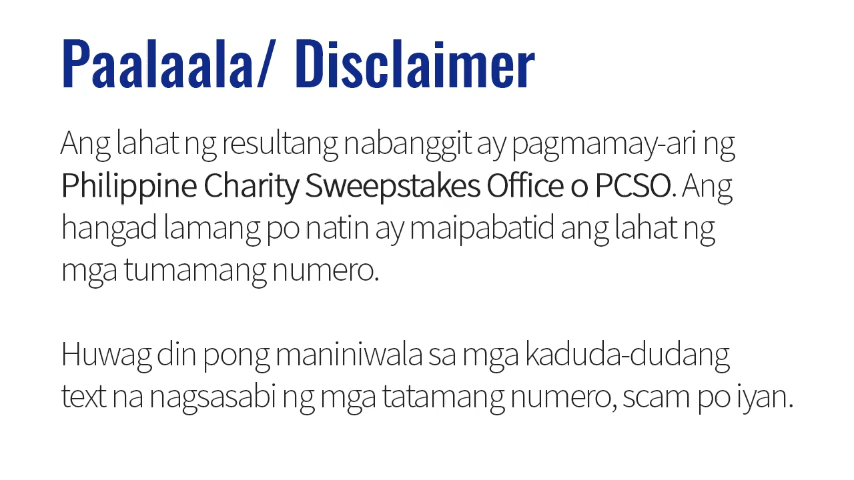 Paalaala/ Disclaimer
Ang lahat ng resultang nabanggit ay pagmamay-ari ng
Philippine Charity Sweepstakes Office o PCSO. Ang
hangad lamang po natin ay maipabatid ang lahat ng
mga tumamang numero.
Huwag din pong maniniwala sa mga kaduda-dudang
text na nagsasabi ng mga tatamang numero, scam po iyan.